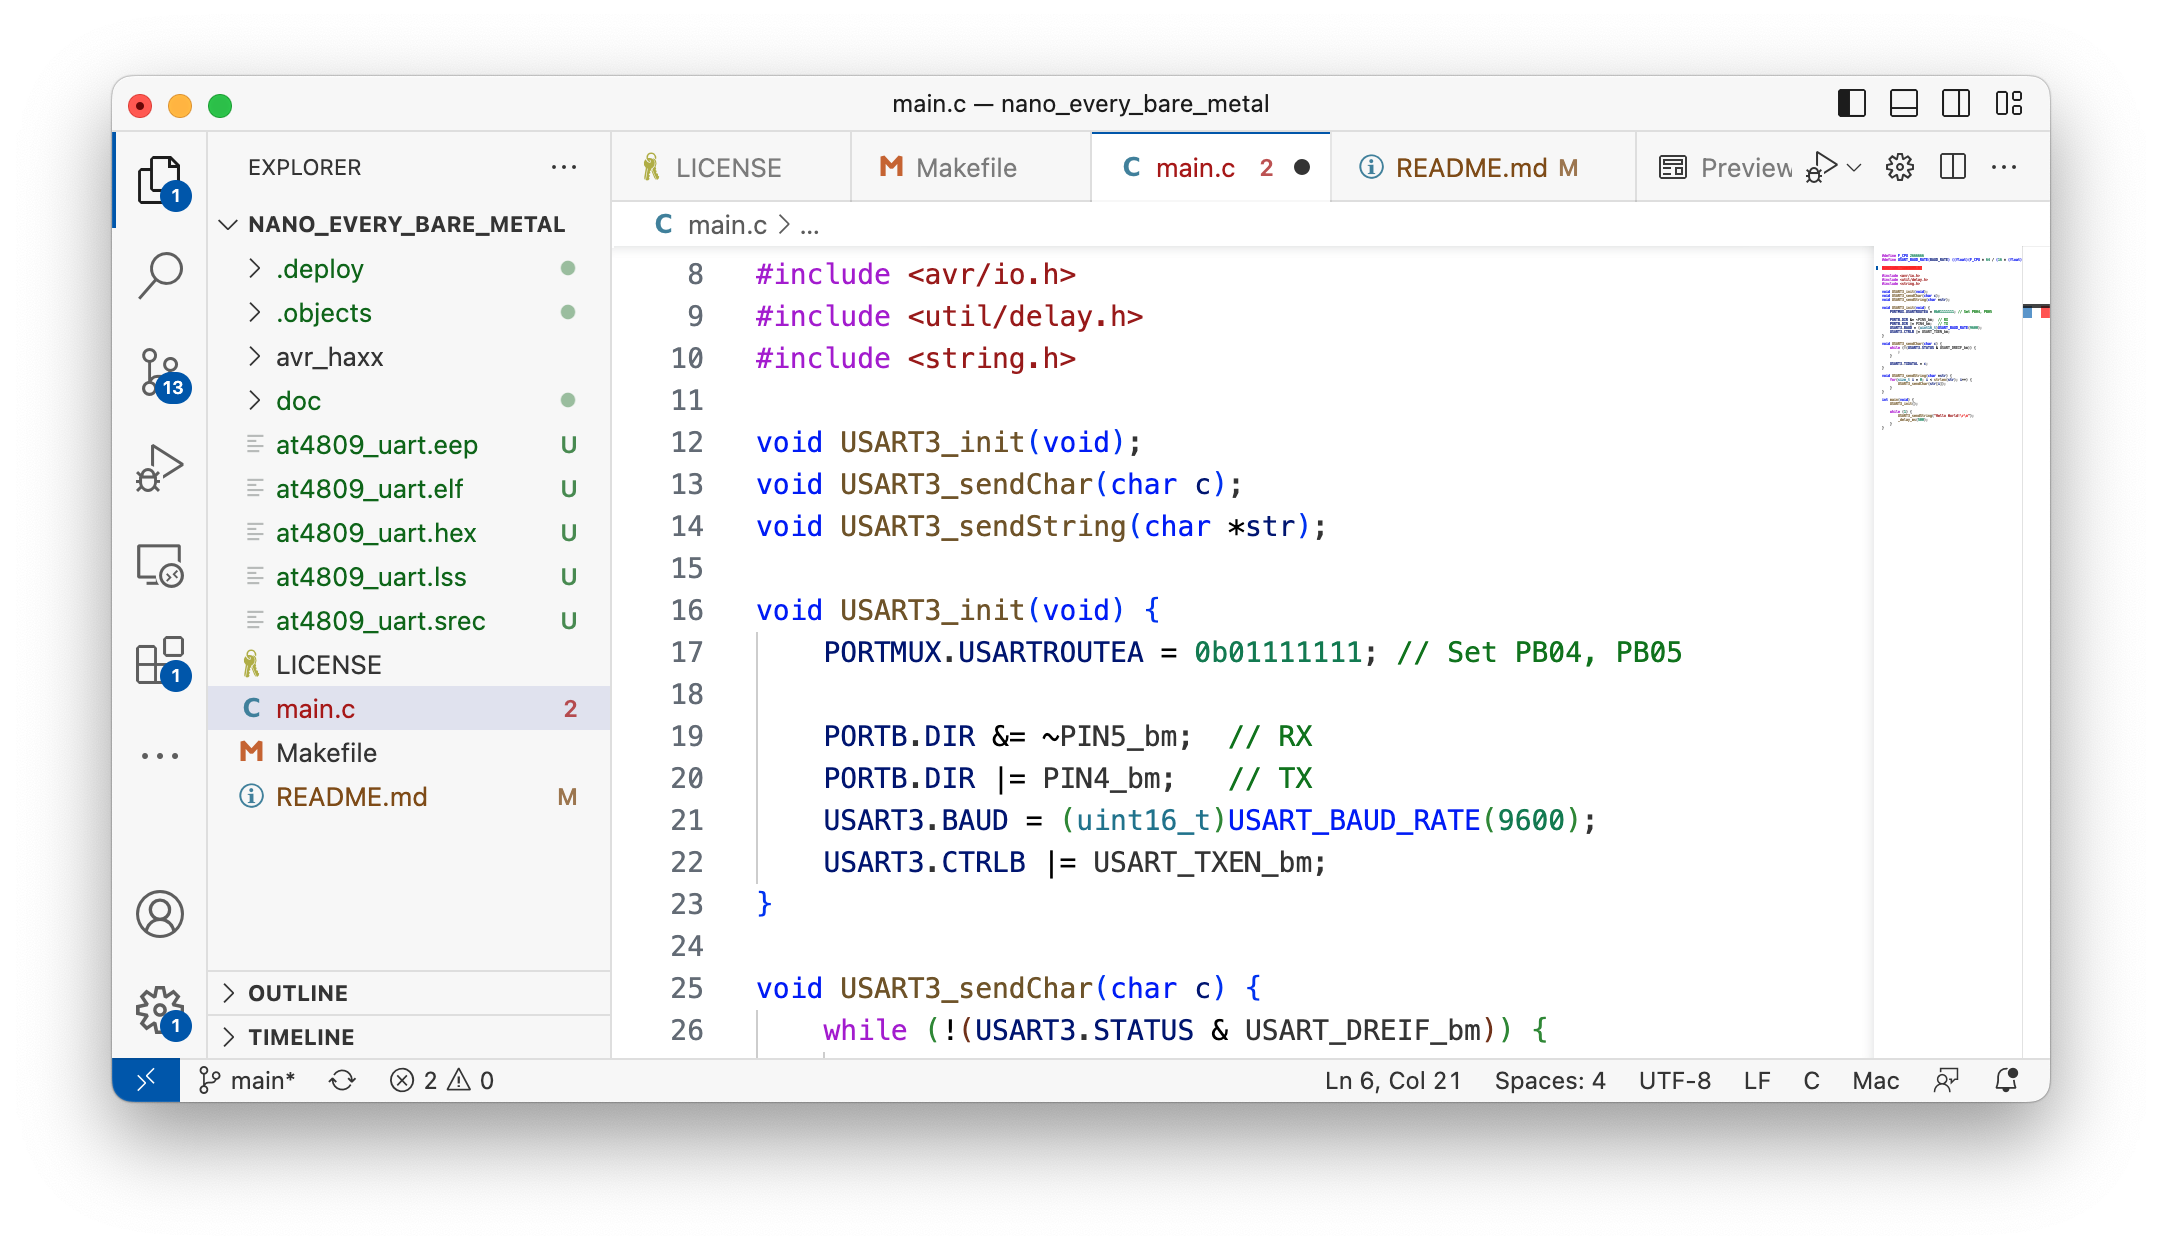 main.c — nano_every_bare_metal
EXPLORER
LICENSE
Makefile
main.c 2
README.md M
Preview
main.c > ...
NANO_EVERY_BARE_METAL
.deploy
.objects
avr_haxx
doc
at4809_uart.eep U
at4809_uart.elf U
at4809_uart.hex U
at4809_uart.lss U
at4809_uart.srec U
LICENSE
main.c 2
Makefile
README.md M
OUTLINE
TIMELINE
1
13
1
1
8 #include <avr/io.h>
9 #include <util/delay.h>
10 #include <string.h>
11
12 void USART3_init(void);
13 void USART3_sendChar(char c);
14 void USART3_sendString(char *str);
15
16 void USART3_init(void) {
17 PORTMUX.USARTROUTEA = 0b01111111; // Set PB04, PB05
18
19 PORTB.DIR &= ~PIN5_bm; // RX
20 PORTB.DIR |= PIN4_bm; // TX
21 USART3.BAUD = (uint16_t)USART_BAUD_RATE(9600);
22 USART3.CTRLB |= USART_TXEN_bm;
23 }
24
25 void USART3_sendChar(char c) {
26 while (!(USART3.STATUS & USART_DREIF_bm)) {
main* 2 0 Ln 6, Col 21 Spaces: 4 UTF-8 LF C Mac